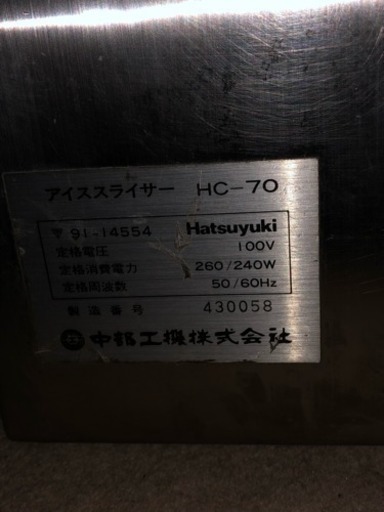 アイススライサー HC-70
〒91-14554 Hatsuyuki
定格電圧 100V
定格消費電力 260/240W
定格周波数 50/60Hz
製造番号 430058
中部工機株式会社